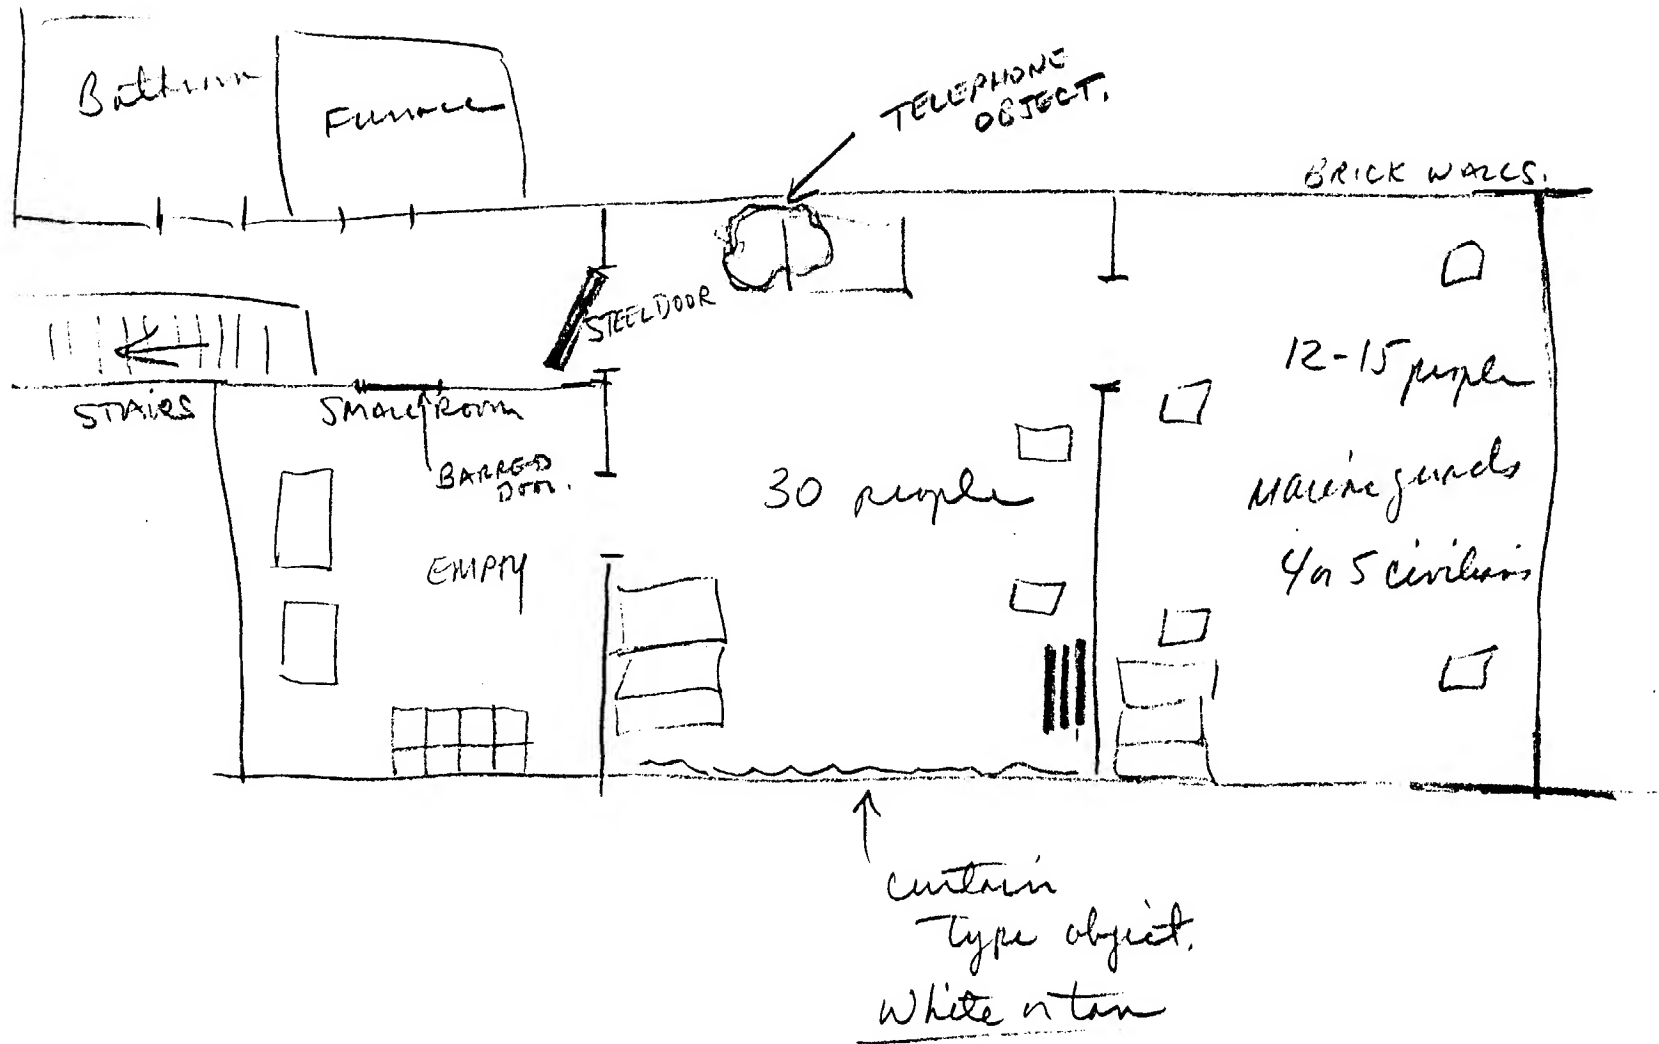 Bathroom
Furnace
TELEPHONE
OBJECT.
BRICK WALLS.
STEEL DOOR
STAIRS
SMALL ROOM
BARRED
DOOR.
EMPTY
30 people
12-15 people
Marine guards
4 or 5 civilians
curtain
Type object.
White or tan